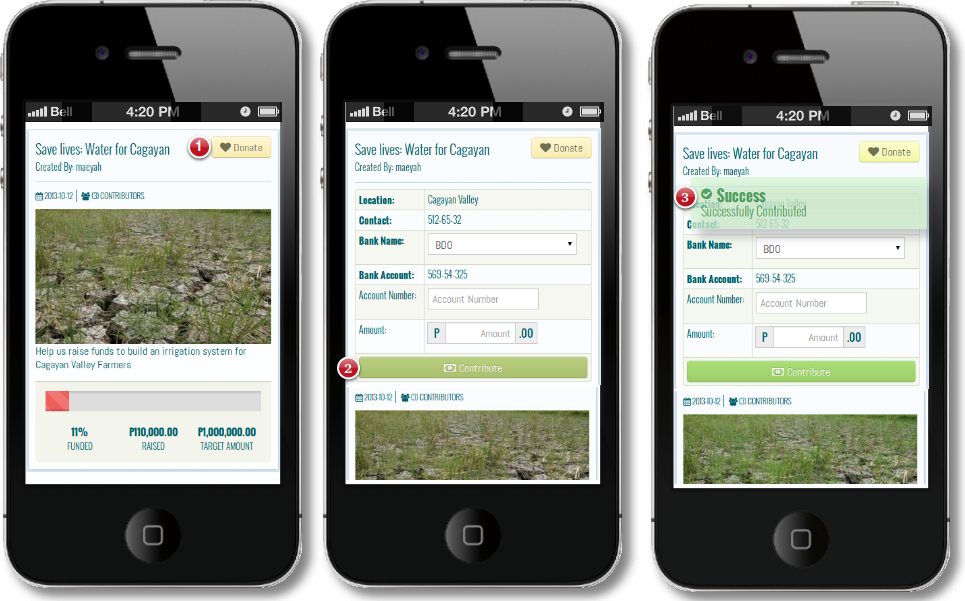 Bell 4:20 PM
Save lives: Water for Cagayan
1 Donate
Created By: maeyah
2013-10-12 | (3) CONTRIBUTORS
Help us raise funds to build an irrigation system for
Cagayan Valley Farmers
11% P110,000.00 P1,000,000.00
FUNDED RAISED TARGET AMOUNT
Bell 4:20 PM
Save lives: Water for Cagayan
Donate
Created By: maeyah
Location: Cagayan Valley
Contact: 512-65-32
Bank Name: BDO
Bank Account: 569-54-325
Account Number: Account Number
Amount: P Amount .00
2 Contribute
2013-10-12 | (3) CONTRIBUTORS
Bell 4:20 PM
Save lives: Water for Cagayan
Donate
Created By: maeyah
3 Success
Successfully Contributed
Location: Cagayan Valley
Contact: 512-65-32
Bank Name: BDO
Bank Account: 569-54-325
Account Number: Account Number
Amount: P Amount .00
Contribute
2013-10-12 | (3) CONTRIBUTORS